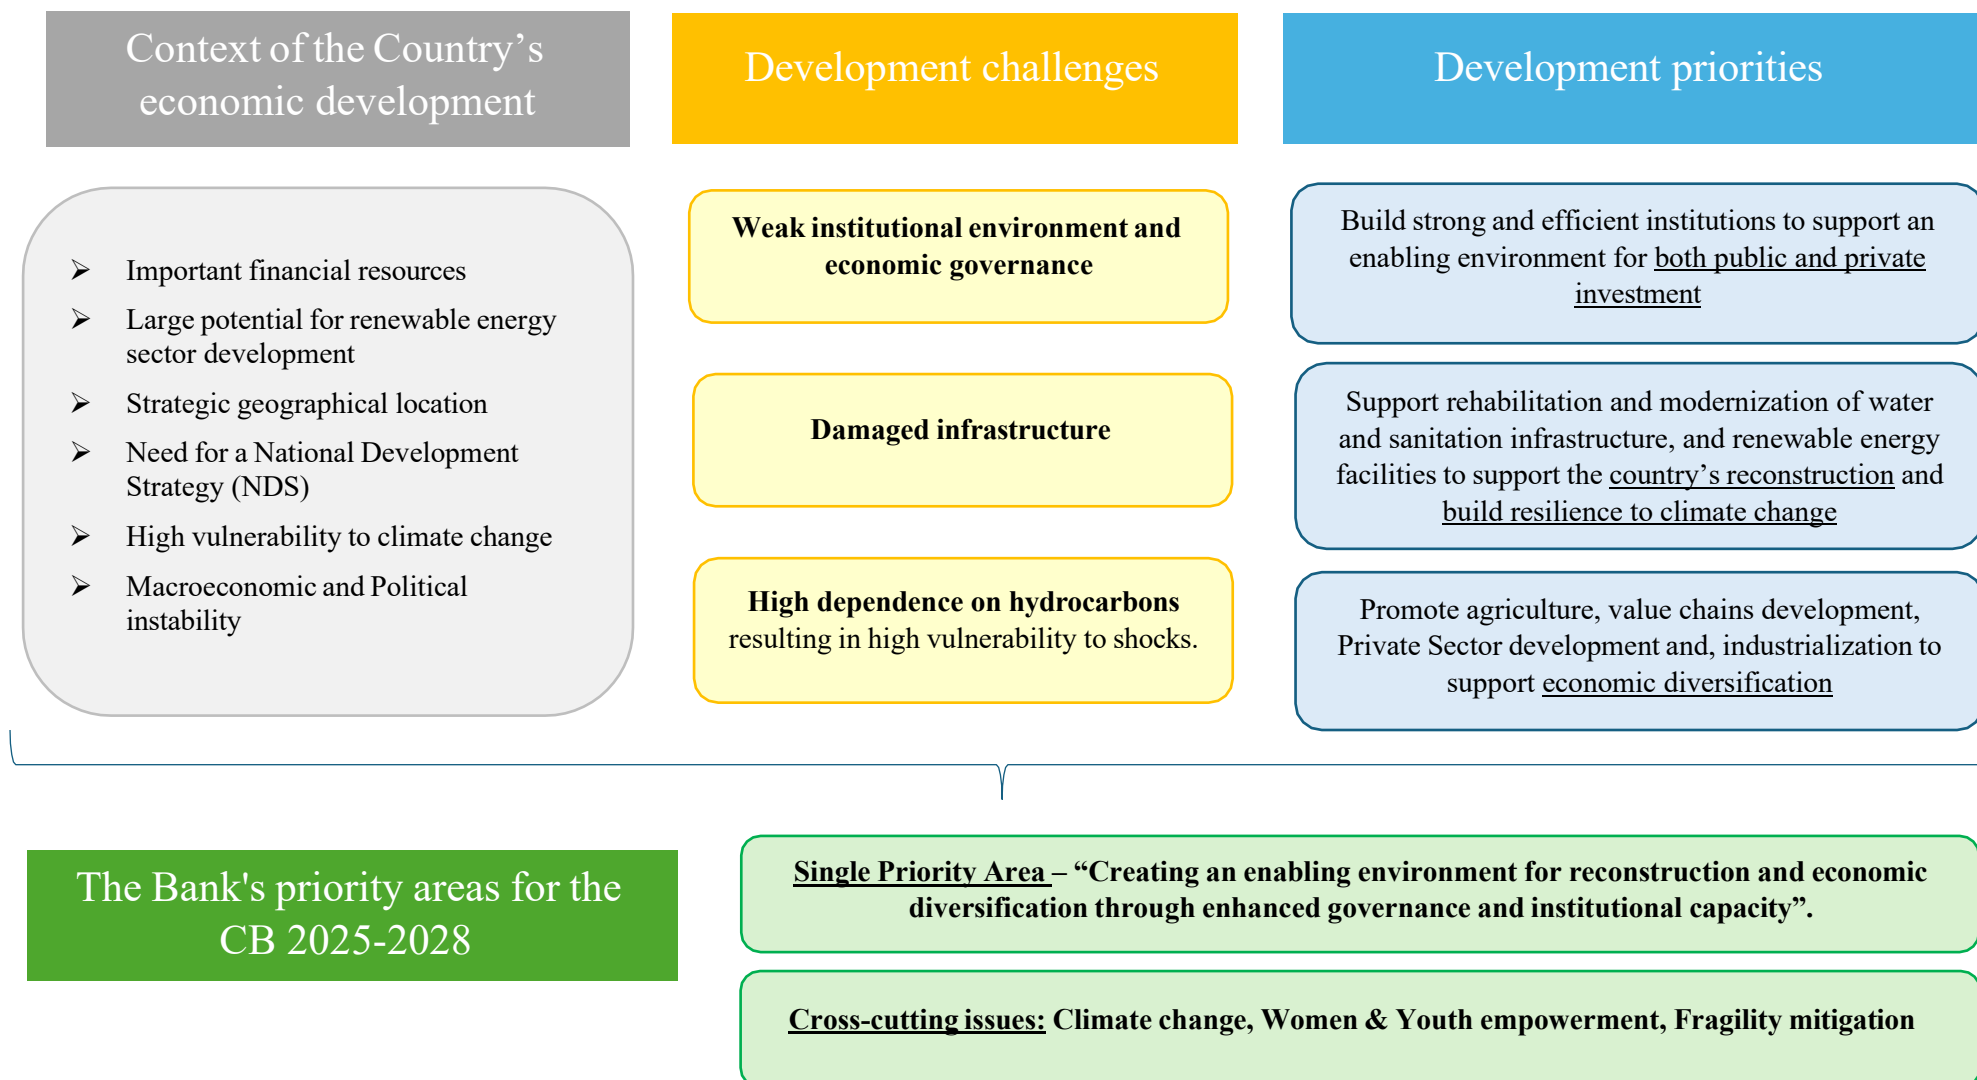 Context of the Country’s
economic development
Development challenges
Development priorities
➢ Important financial resources
➢ Large potential for renewable energy
sector development
➢ Strategic geographical location
➢ Need for a National Development
Strategy (NDS)
➢ High vulnerability to climate change
➢ Macroeconomic and Political
instability
Weak institutional environment and
economic governance
Damaged infrastructure
High dependence on hydrocarbons
resulting in high vulnerability to shocks.
Build strong and efficient institutions to support an
enabling environment for both public and private
investment
Support rehabilitation and modernization of water
and sanitation infrastructure, and renewable energy
facilities to support the country’s reconstruction and
build resilience to climate change
Promote agriculture, value chains development,
Private Sector development and, industrialization to
support economic diversification
The Bank's priority areas for the
CB 2025-2028
Single Priority Area – “Creating an enabling environment for reconstruction and economic
diversification through enhanced governance and institutional capacity”.
Cross-cutting issues: Climate change, Women & Youth empowerment, Fragility mitigation